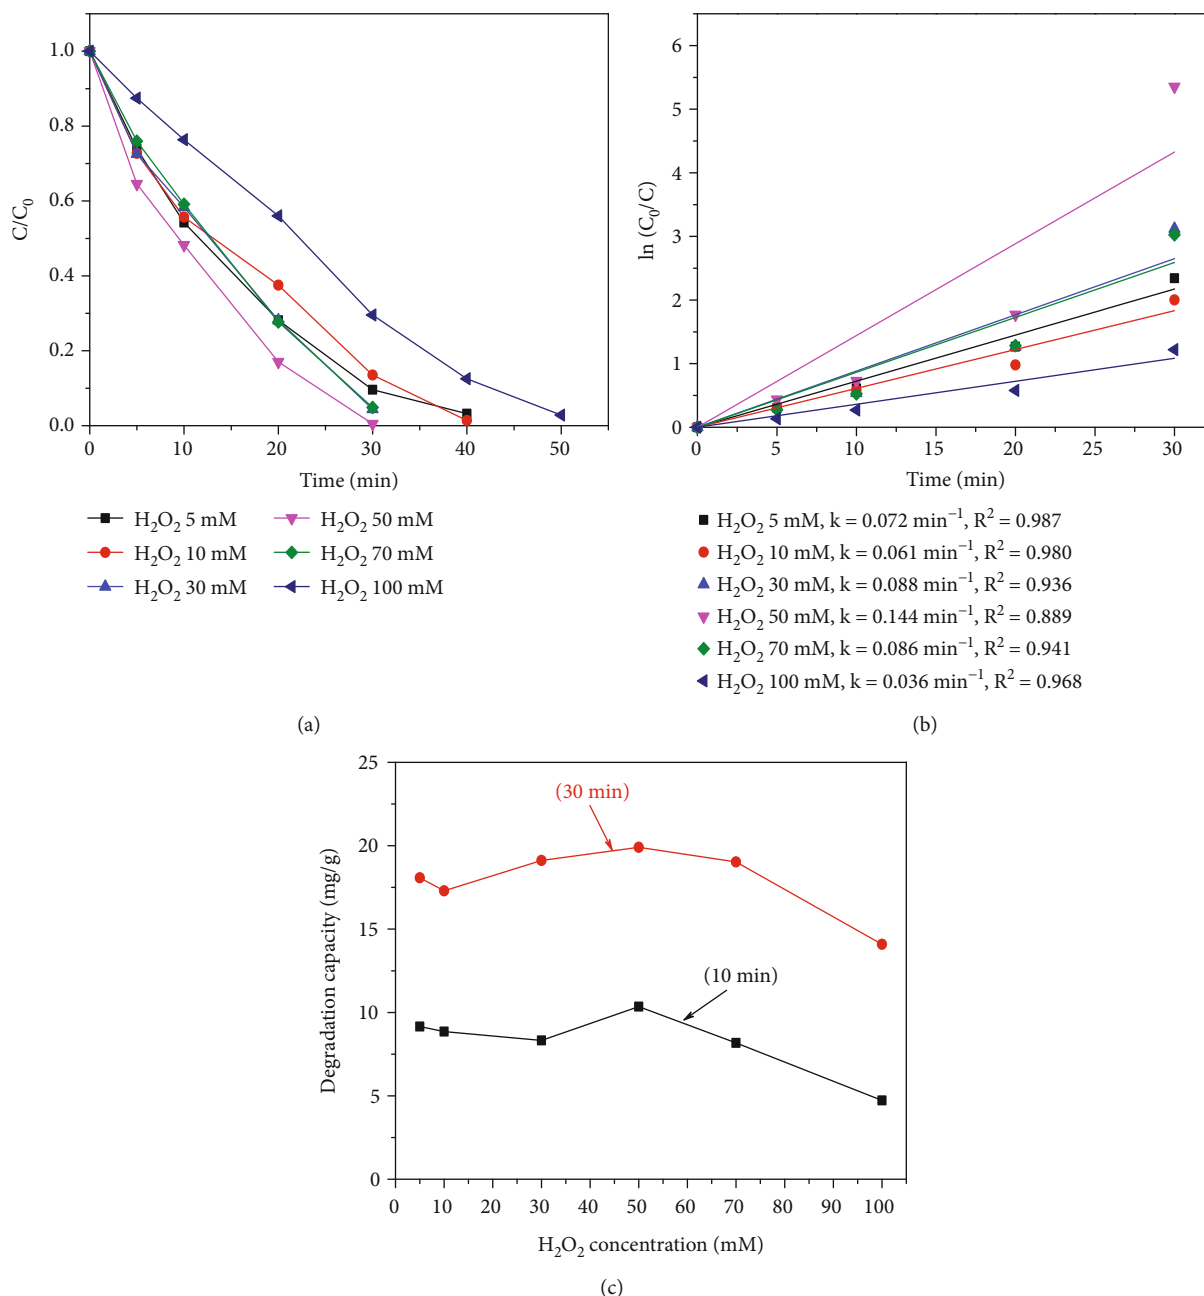 C/C₀
1.0
0.8
0.6
0.4
0.2
0.0
0 10 20 30 40 50
Time (min)
H₂O₂ 5 mM
H₂O₂ 10 mM
H₂O₂ 30 mM
H₂O₂ 50 mM
H₂O₂ 70 mM
H₂O₂ 100 mM
(a)
ln (C₀/C)
6
5
4
3
2
1
0
0 5 10 15 20 25 30
Time (min)
H₂O₂ 5 mM, k = 0.072 min⁻¹, R² = 0.987
H₂O₂ 10 mM, k = 0.061 min⁻¹, R² = 0.980
H₂O₂ 30 mM, k = 0.088 min⁻¹, R² = 0.936
H₂O₂ 50 mM, k = 0.144 min⁻¹, R² = 0.889
H₂O₂ 70 mM, k = 0.086 min⁻¹, R² = 0.941
H₂O₂ 100 mM, k = 0.036 min⁻¹, R² = 0.968
(b)
Degradation capacity (mg/g)
25
20
15
10
5
0
(30 min)
(10 min)
0 10 20 30 40 50 60 70 80 90 100
H₂O₂ concentration (mM)
(c)